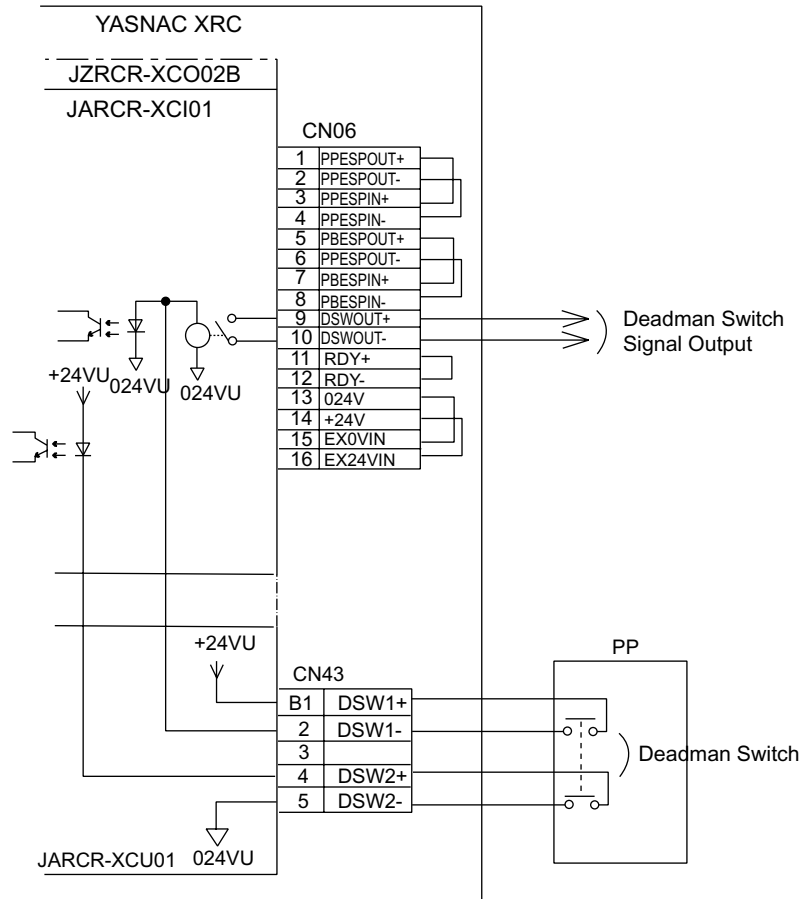 YASNAC XRC
JZRCR-XCO02B
JARCR-XCI01
CN06
1 PPESPOUT+
2 PPESPOUT-
3 PPESPIN+
4 PPESPIN-
5 PBESPOUT+
6 PPESPOUT-
7 PBESPIN+
8 PBESPIN-
9 DSWOUT+
10 DSWOUT-
11 RDY+
12 RDY-
13 024V
14 +24V
15 EX0VIN
16 EX24VIN
Deadman Switch
Signal Output
+24VU
024VU
024VU
+24VU
CN43
B1 DSW1+
2 DSW1-
3
4 DSW2+
5 DSW2-
PP
Deadman Switch
JARCR-XCU01
024VU